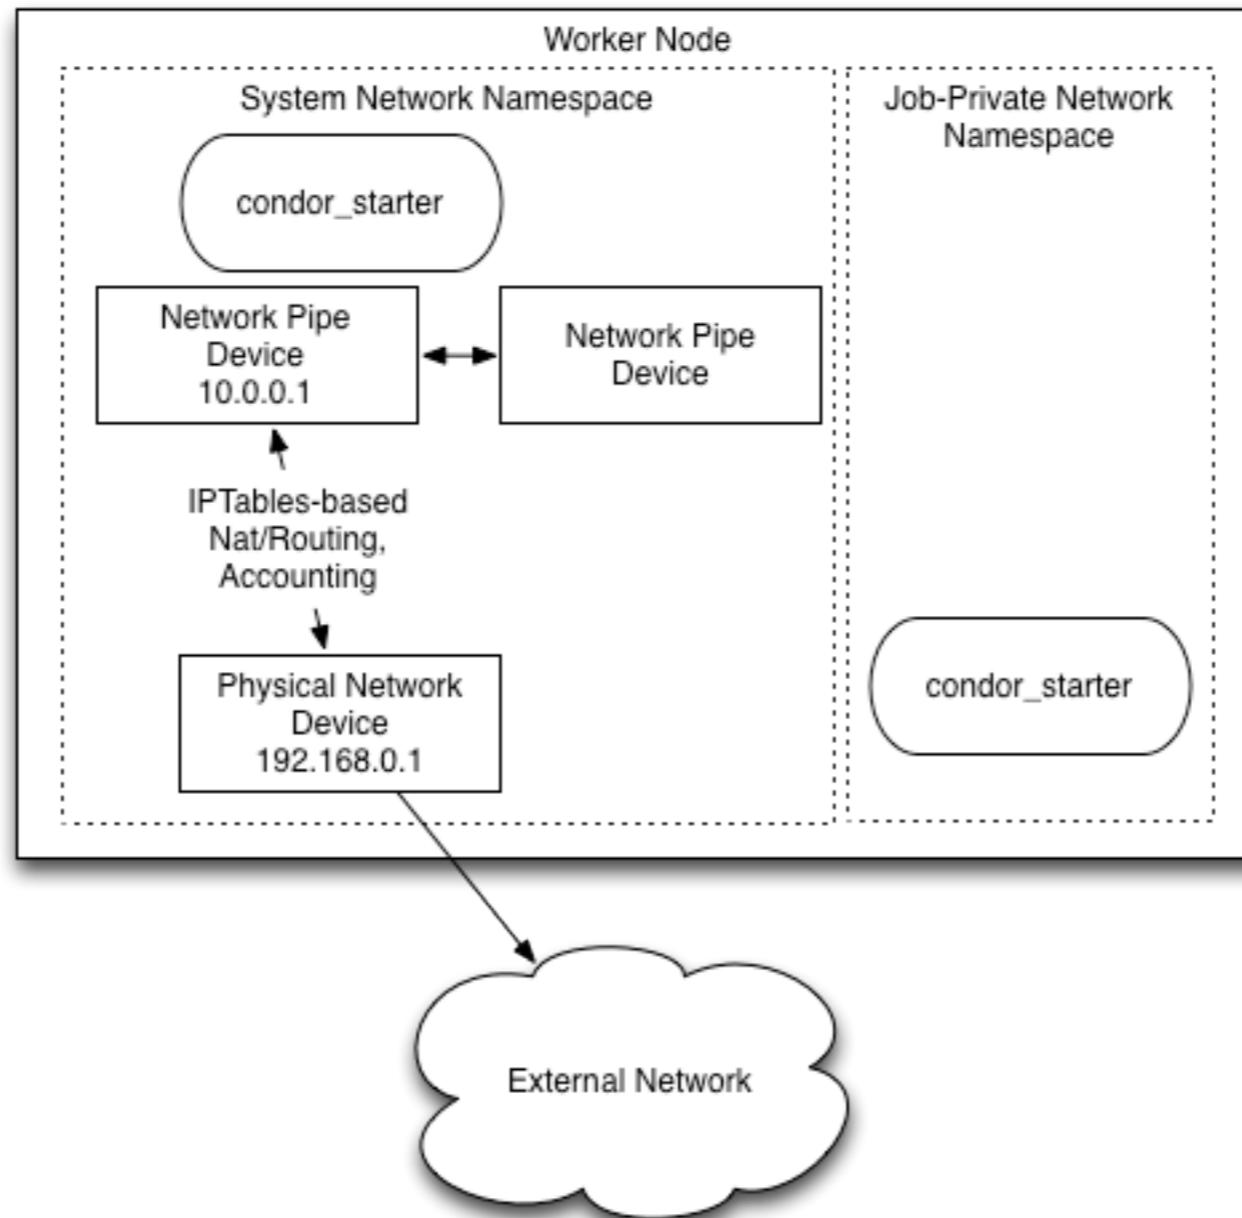 Worker Node
System Network Namespace
condor_starter
Network Pipe
Device
10.0.0.1
Network Pipe
Device
IPTables-based
Nat/Routing,
Accounting
Physical Network
Device
192.168.0.1
Job-Private Network
Namespace
condor_starter
External Network